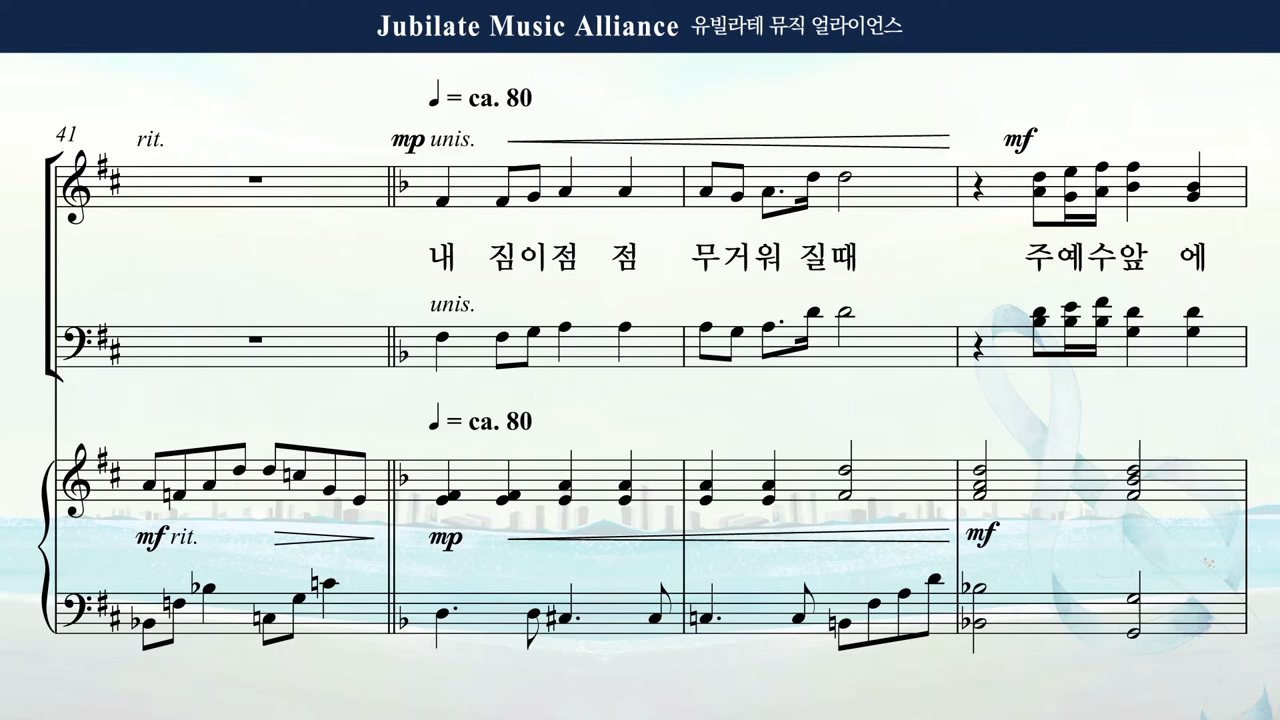 Jubilate Music Alliance 유빌라테 뮤직 얼라이언스
♩ = ca. 80
41 rit. mp unis. mf
내 짐이점 점 무거워 질때 주예수앞 에
unis.
♩ = ca. 80
mf rit. mp mf